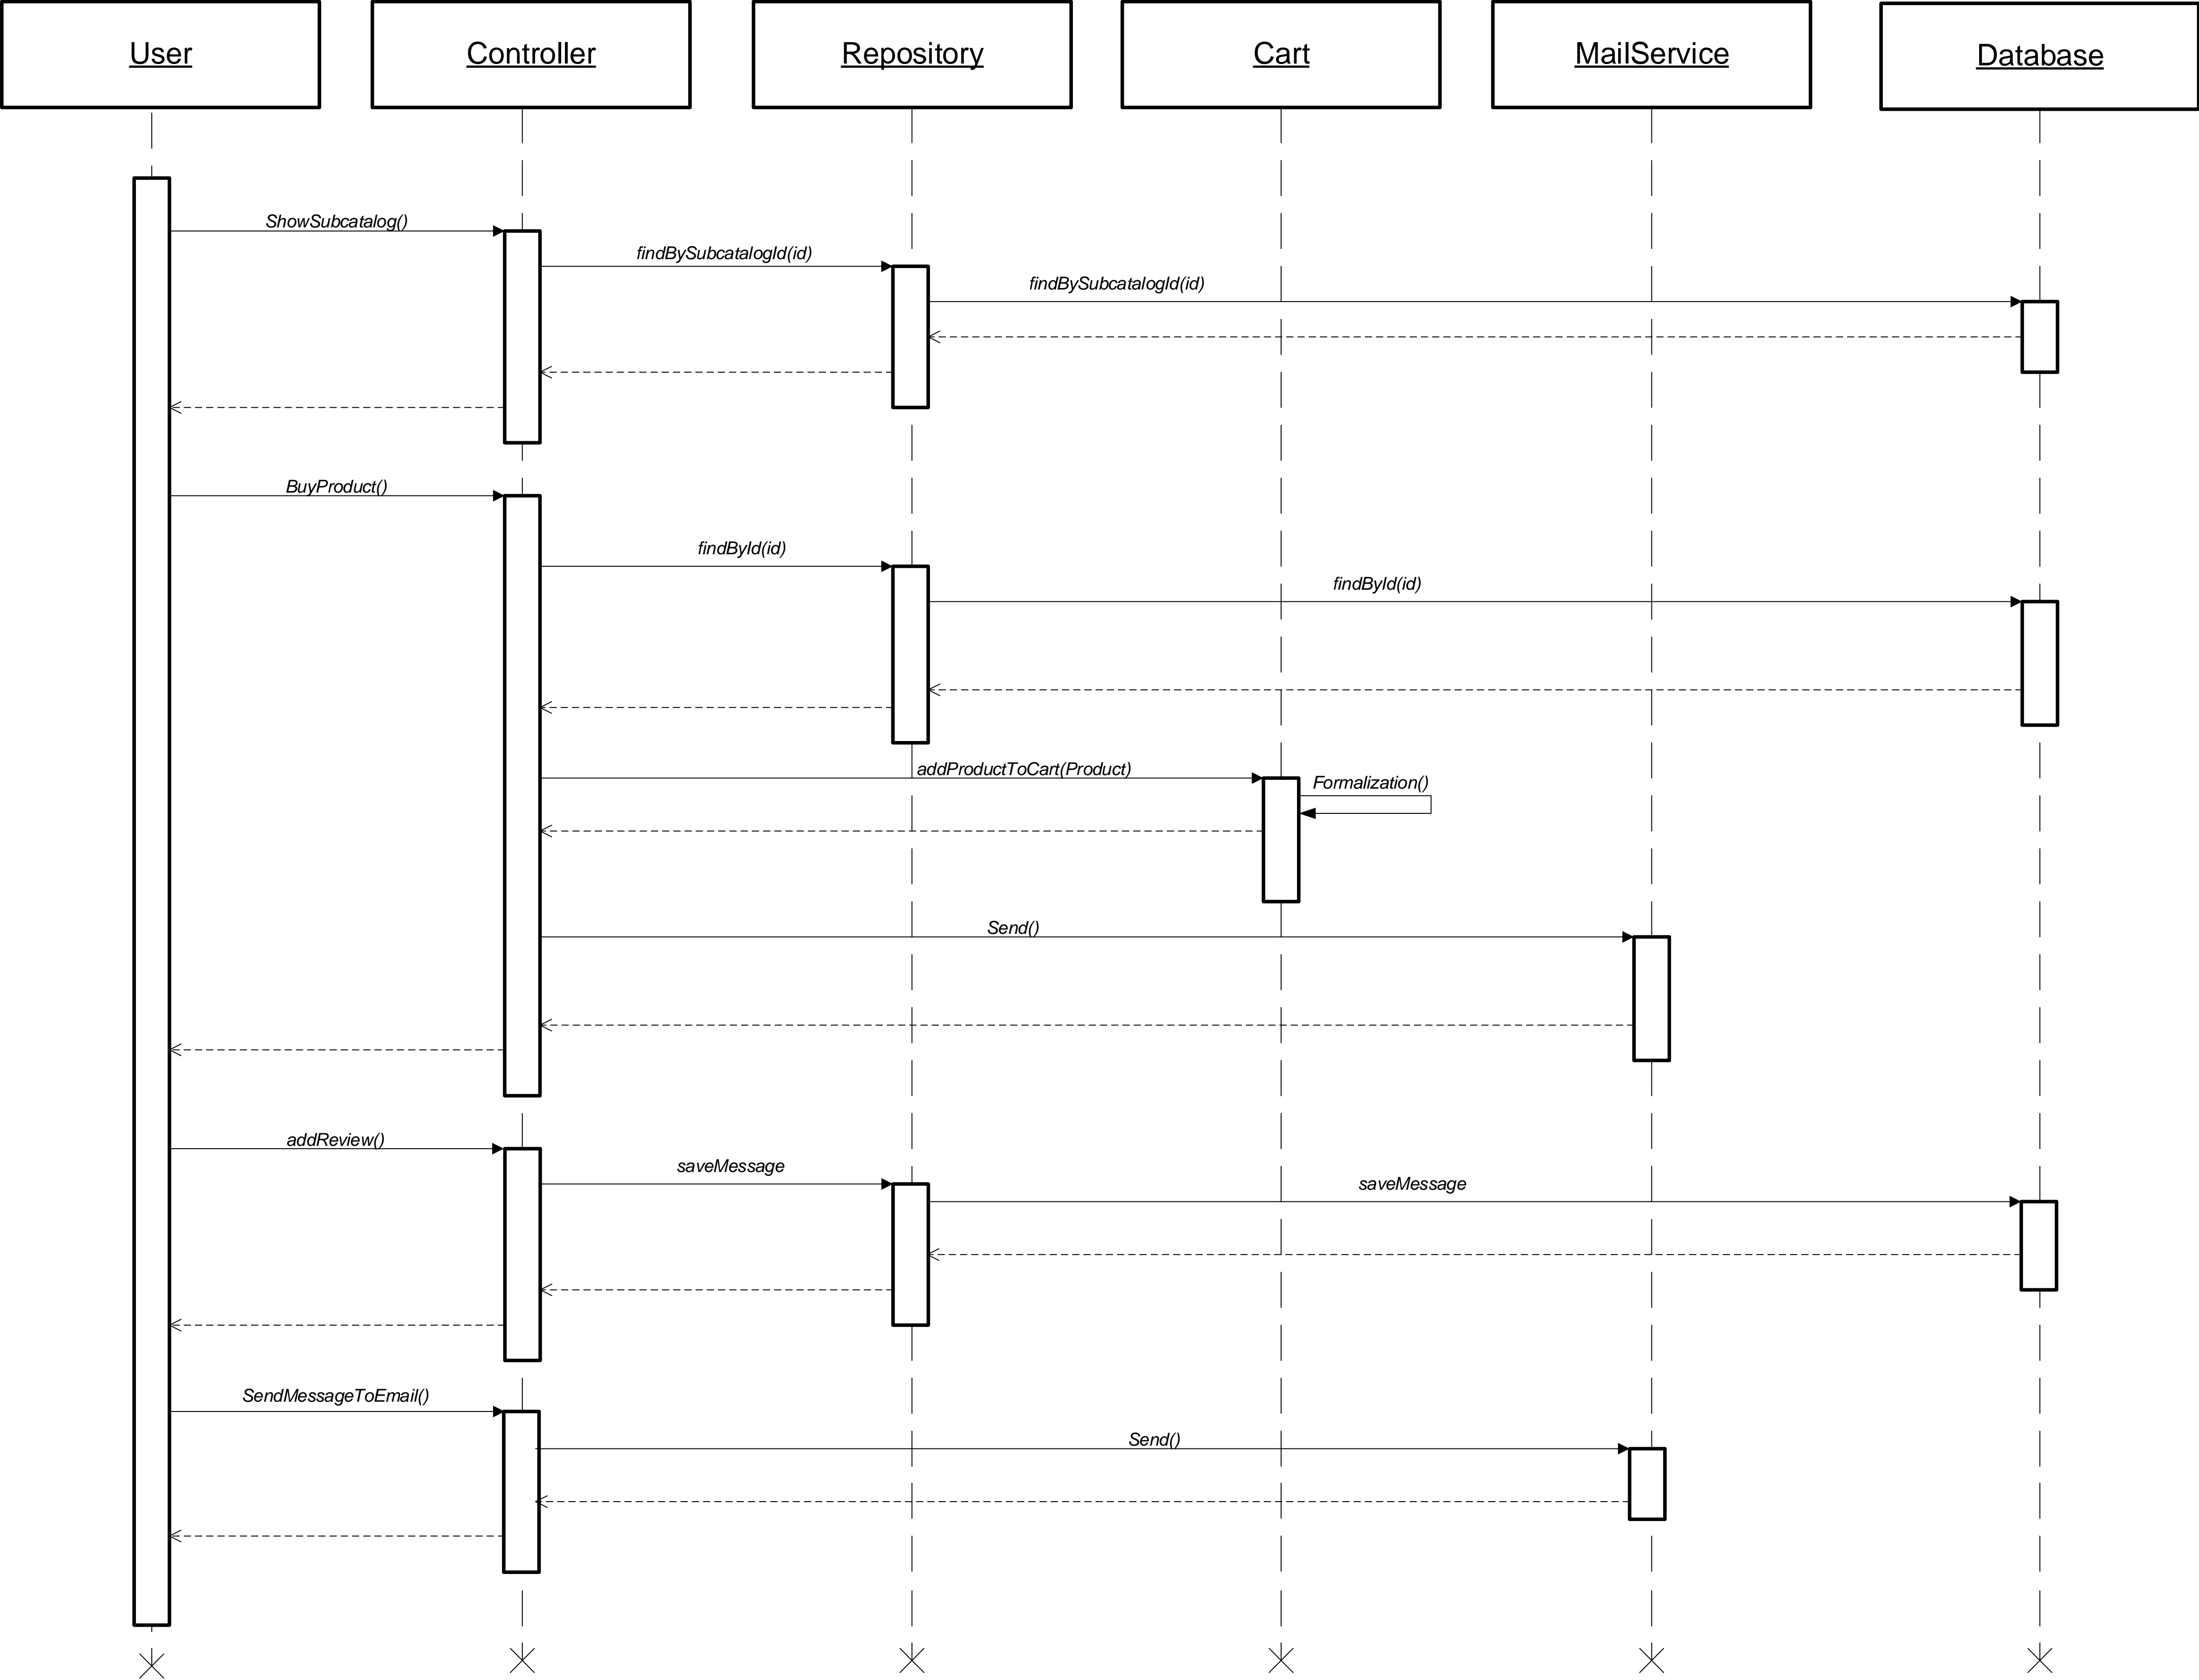 User
Controller
Repository
Cart
MailService
Database
ShowSubcatalog()
findBySubcatalogId(id)
findBySubcatalogId(id)
BuyProduct()
findById(id)
findById(id)
addProductToCart(Product)
Formalization()
Send()
addReview()
saveMessage
saveMessage
SendMessageToEmail()
Send()